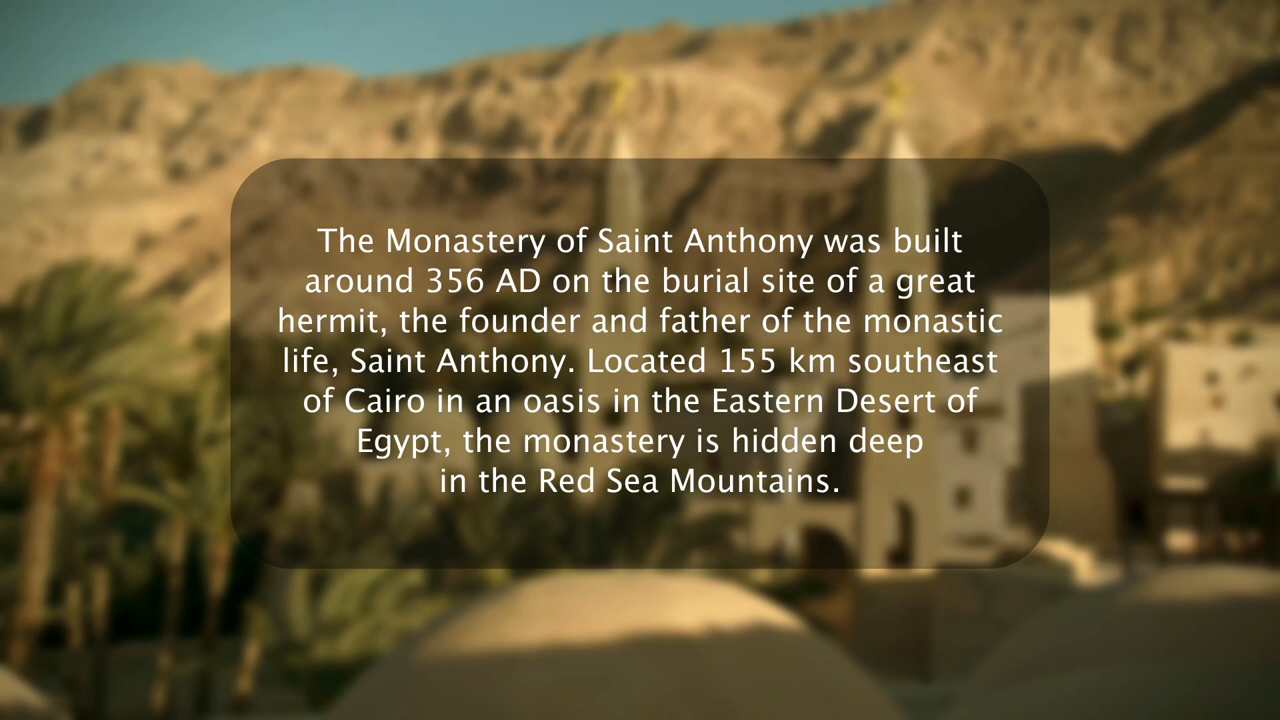 The Monastery of Saint Anthony was built
around 356 AD on the burial site of a great
hermit, the founder and father of the monastic
life, Saint Anthony. Located 155 km southeast
of Cairo in an oasis in the Eastern Desert of
Egypt, the monastery is hidden deep
in the Red Sea Mountains.